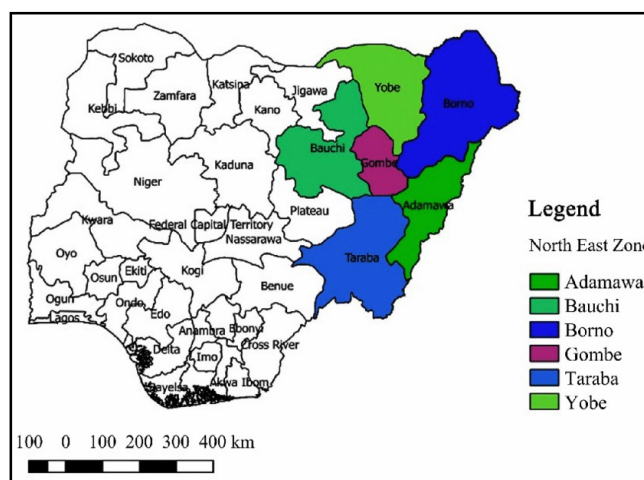 Sokoto
Katsina
Jigawa
Yobe
Borno
Kebbi
Zamfara
Kano
Bauchi
Gombe
Kaduna
Niger
Plateau
Adamawa
Kwara
Federal Capital Territory
Nassarawa
Oyo
Ekiti
Kogi
Taraba
Osun
Benue
Ogun
Ondo
Edo
Lagos
Anambra
Ebonyi
Delta
Imo
Cross River
Bayelsa
Akwa Ibom
Legend
North East Zone
Adamawa
Bauchi
Borno
Gombe
Taraba
Yobe
100 0 100 200 300 400 km